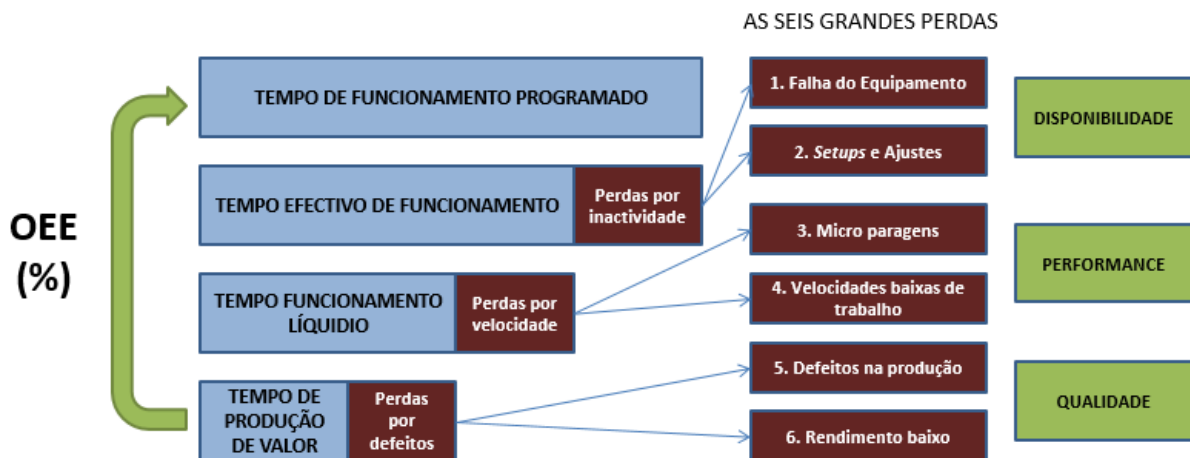 AS SEIS GRANDES PERDAS
OEE
(%)
TEMPO DE FUNCIONAMENTO PROGRAMADO
TEMPO EFECTIVO DE FUNCIONAMENTO
Perdas por
inactividade
TEMPO FUNCIONAMENTO
LÍQUIDIO
Perdas por
velocidade
TEMPO DE
PRODUÇÃO
DE VALOR
Perdas
por
defeitos
1. Falha do Equipamento
2. Setups e Ajustes
3. Micro paragens
4. Velocidades baixas de
trabalho
5. Defeitos na produção
6. Rendimento baixo
DISPONIBILIDADE
PERFORMANCE
QUALIDADE